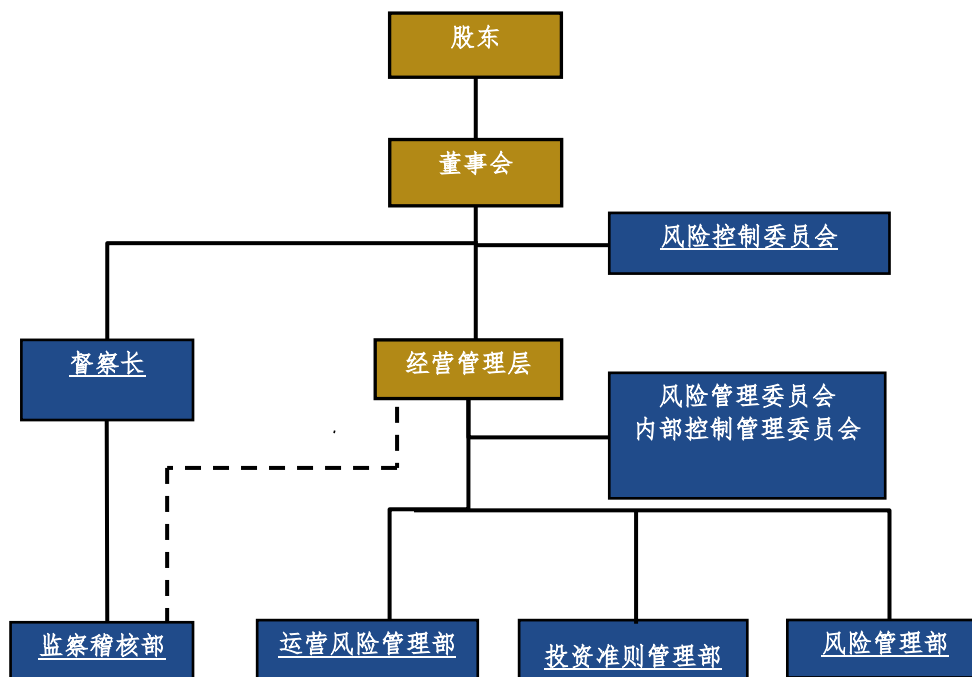 股东
董事会
风险控制委员会
督察长
经营管理层
风险管理委员会
内部控制管理委员会
监察稽核部
运营风险管理部
投资准则管理部
风险管理部